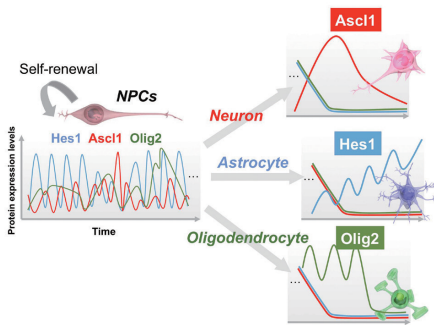 Self-renewal
NPCs
Hes1 Ascl1 Olig2
Protein expression levels
Time
...
Neuron
Astrocyte
Oligodendrocyte
Ascl1
...
Hes1
...
Olig2
...